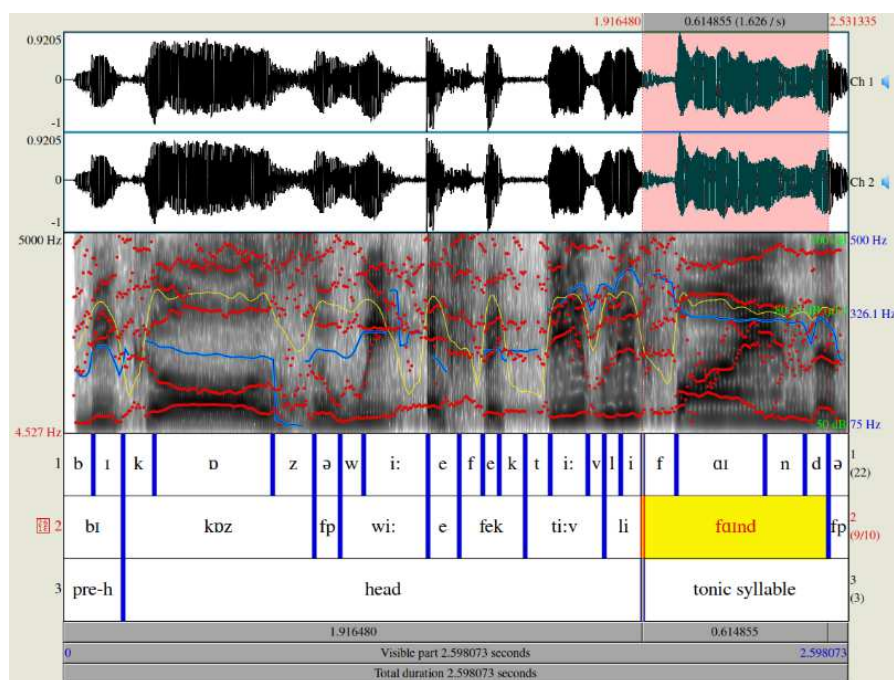 1.916480 0.614855 (1.626 / s) 2.531335
0.9205
0
-1
Ch 1
0.9205
0
-1
Ch 2
5000 Hz 500 Hz
326.1 Hz
4.527 Hz 50 dB 75 Hz
1 b ɪ k ɒ z ə w i: e f e k t i: v l i f ɑɪ n d ə 1
(22)
2 bɪ kɒz fp wi: e fek ti:v li fɑɪnd fp 2
(9/10)
3 pre-h head tonic syllable 3
(3)
1.916480 0.614855
0 Visible part 2.598073 seconds 2.598073
Total duration 2.598073 seconds